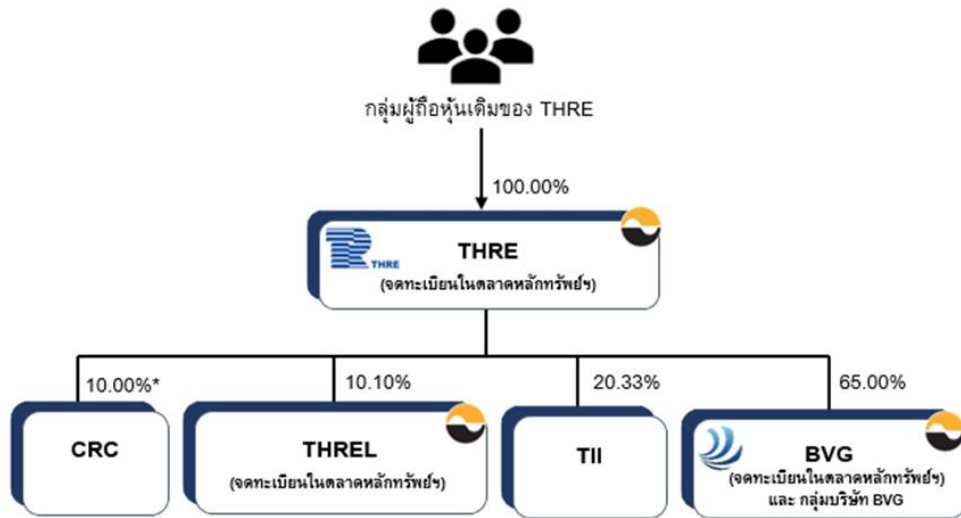 กลุ่มผู้ถือหุ้นเดิมของ THRE
100.00%
THRE
THRE
(จดทะเบียนในตลาดหลักทรัพย์ฯ)
10.00%*
10.10%
20.33%
65.00%
CRC
THREL
(จดทะเบียนในตลาดหลักทรัพย์ฯ)
TII
BVG
(จดทะเบียนในตลาดหลักทรัพย์ฯ)
และ กลุ่มบริษัท BVG